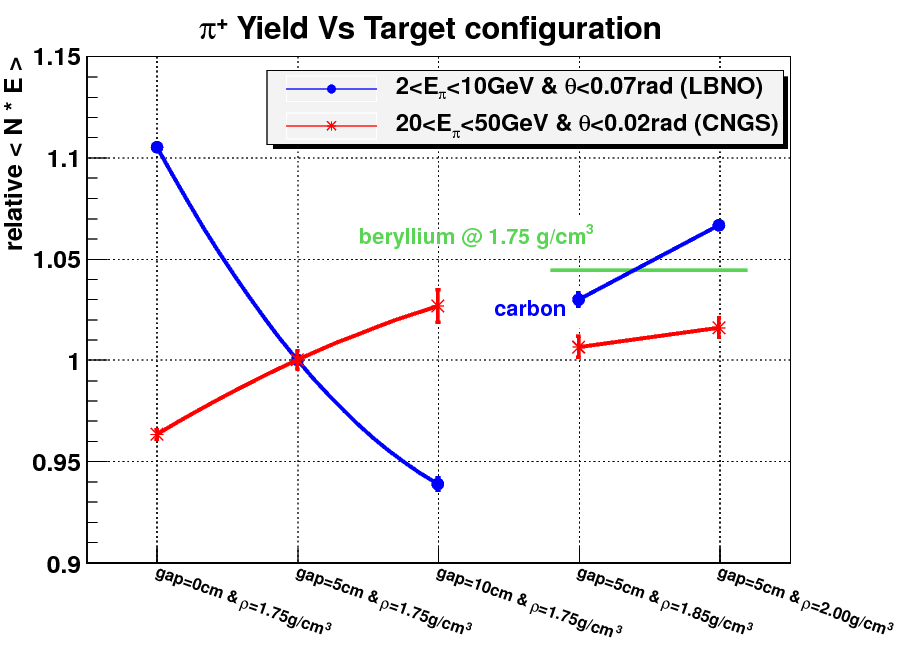 π⁺ Yield Vs Target configuration
relative < N * E >
1.15
1.1
1.05
1
0.95
0.9
2<Eπ<10GeV & θ<0.07rad (LBNO)
20<Eπ<50GeV & θ<0.02rad (CNGS)
beryllium @ 1.75 g/cm³
carbon
gap=0cm & ρ=1.75g/cm³
gap=5cm & ρ=1.75g/cm³
gap=10cm & ρ=1.75g/cm³
gap=5cm & ρ=1.85g/cm³
gap=5cm & ρ=2.00g/cm³